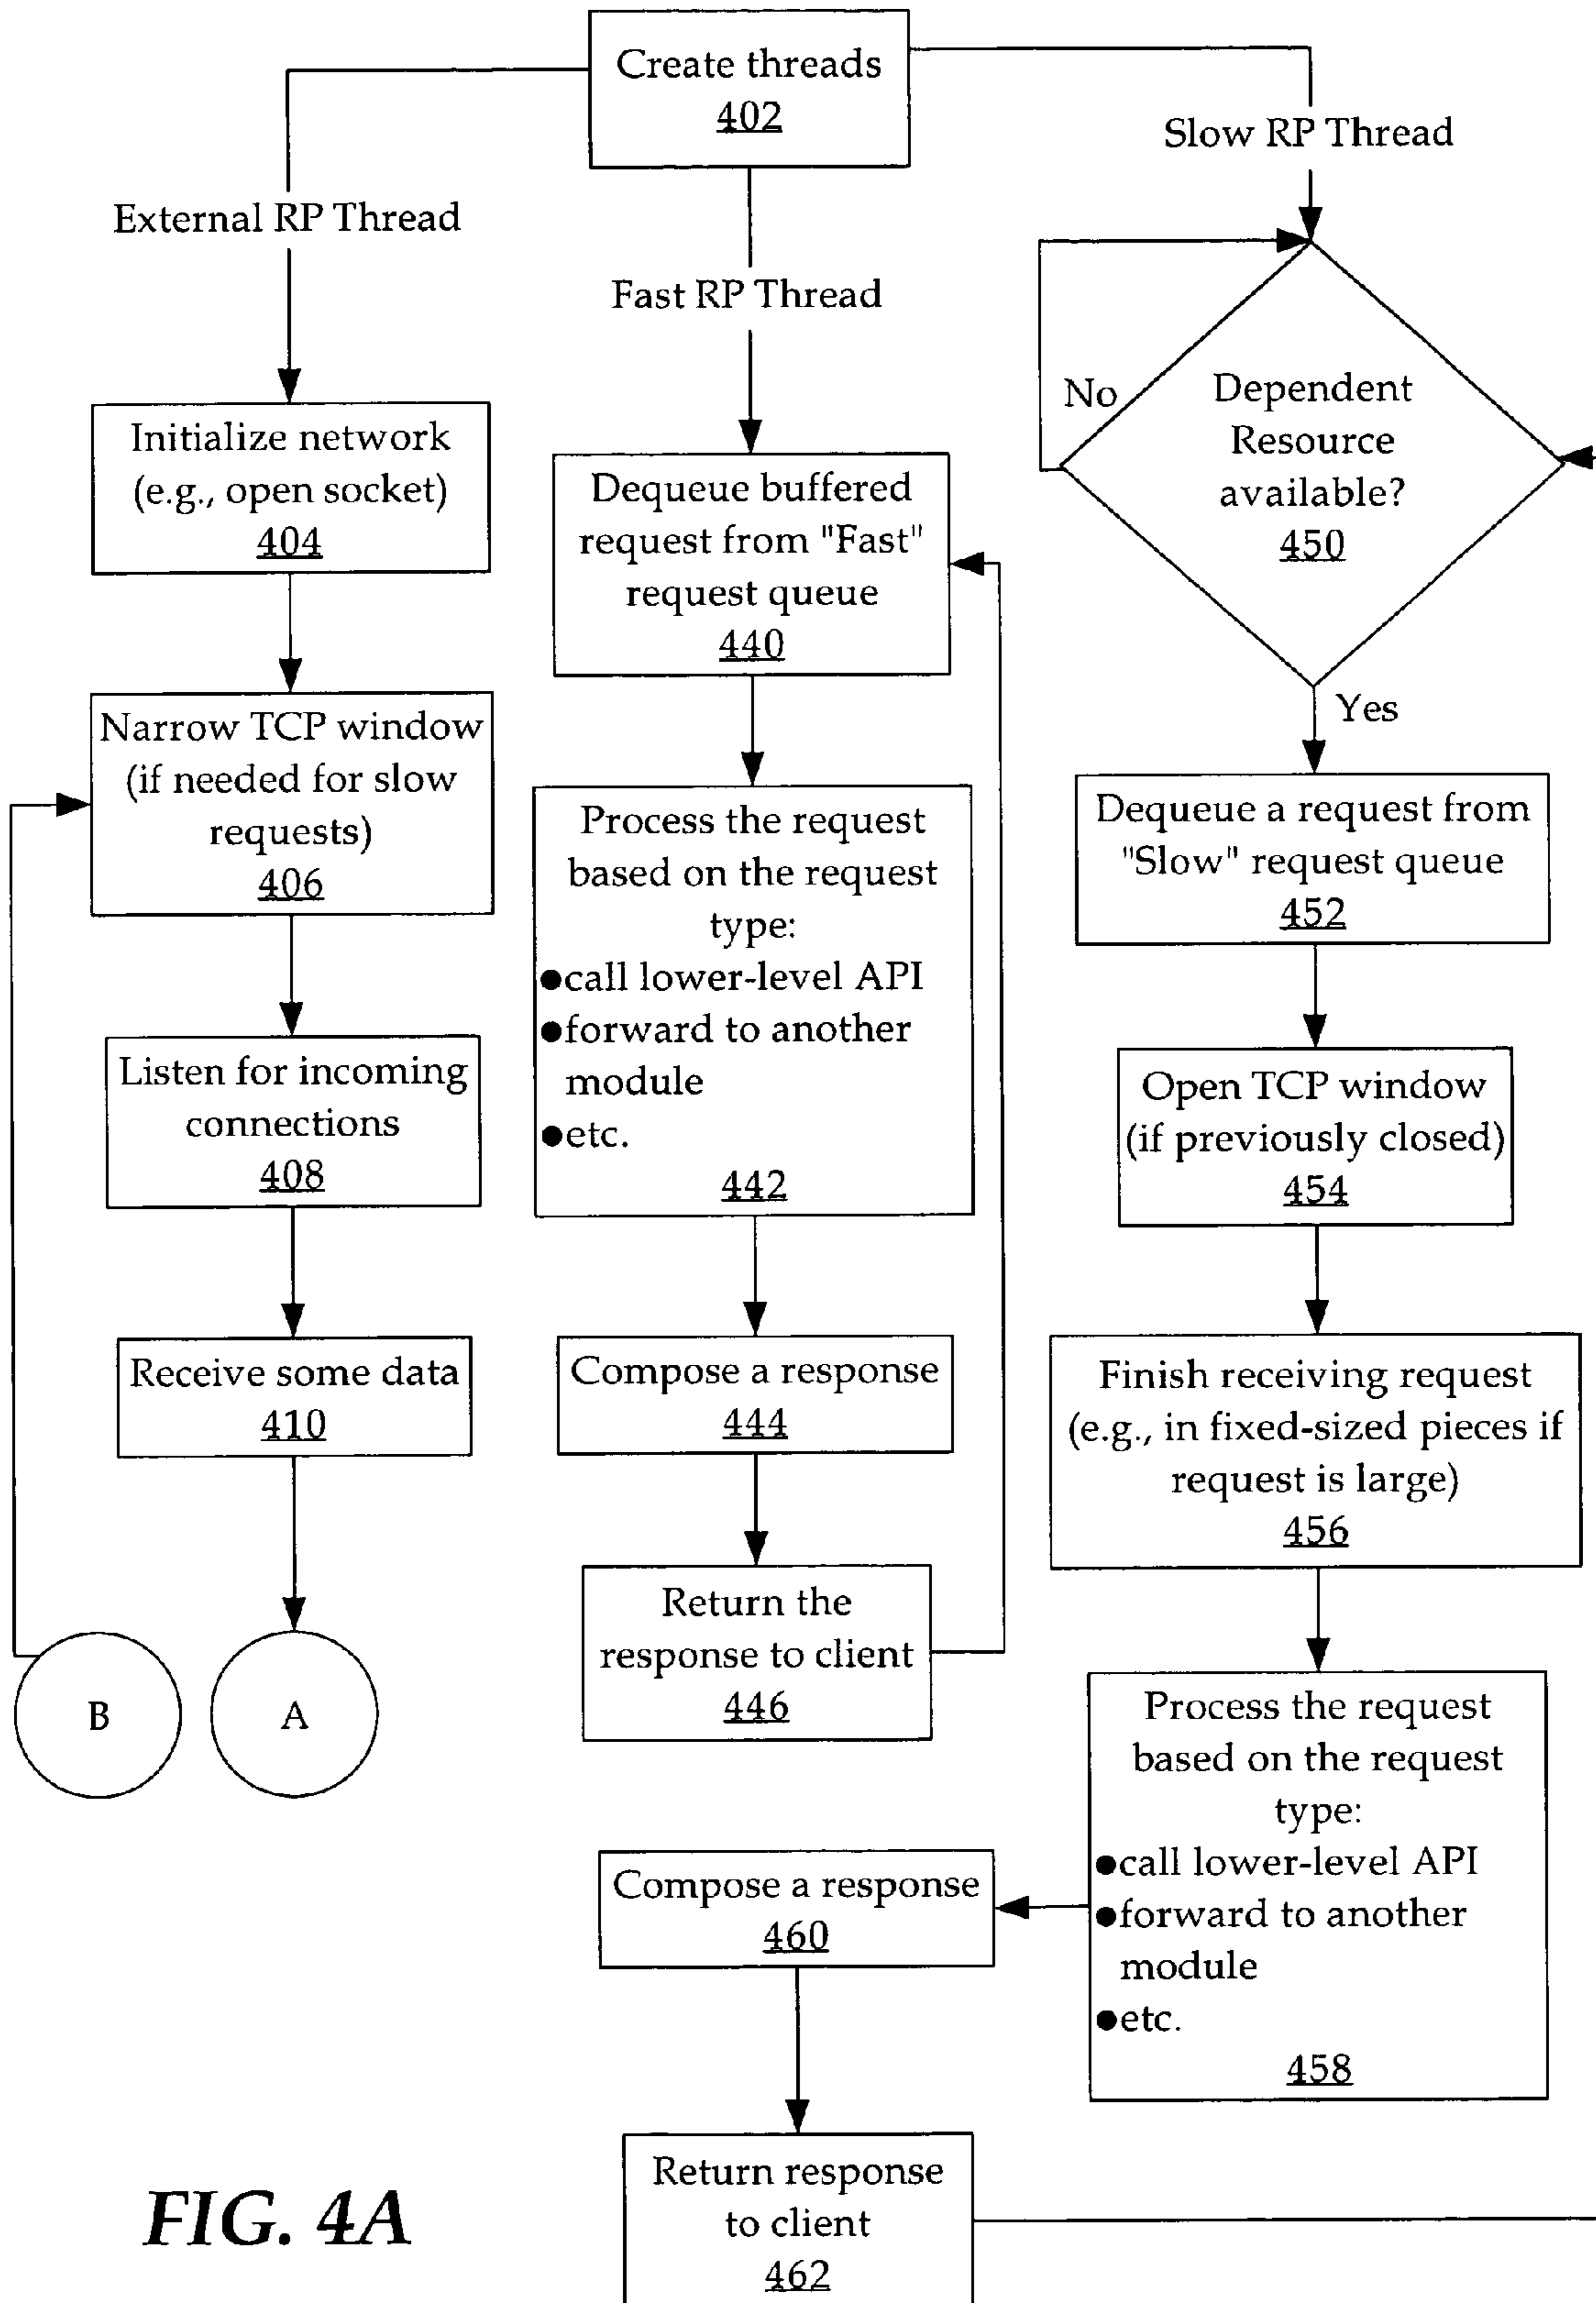 Create threads
402
External RP Thread
Initialize network
(e.g., open socket)
404
Narrow TCP window
(if needed for slow
requests)
406
Listen for incoming
connections
408
Receive some data
410
B
A
Fast RP Thread
Dequeue buffered
request from "Fast"
request queue
440
Process the request
based on the request
type:
●call lower-level API
●forward to another
module
●etc.
442
Compose a response
444
Return the
response to client
446
Slow RP Thread
No
Dependent
Resource
available?
450
Yes
Dequeue a request from
"Slow" request queue
452
Open TCP window
(if previously closed)
454
Finish receiving request
(e.g., in fixed-sized pieces if
request is large)
456
Process the request
based on the request
type:
●call lower-level API
●forward to another
module
●etc.
458
Compose a response
460
Return response
to client
462
FIG. 4A